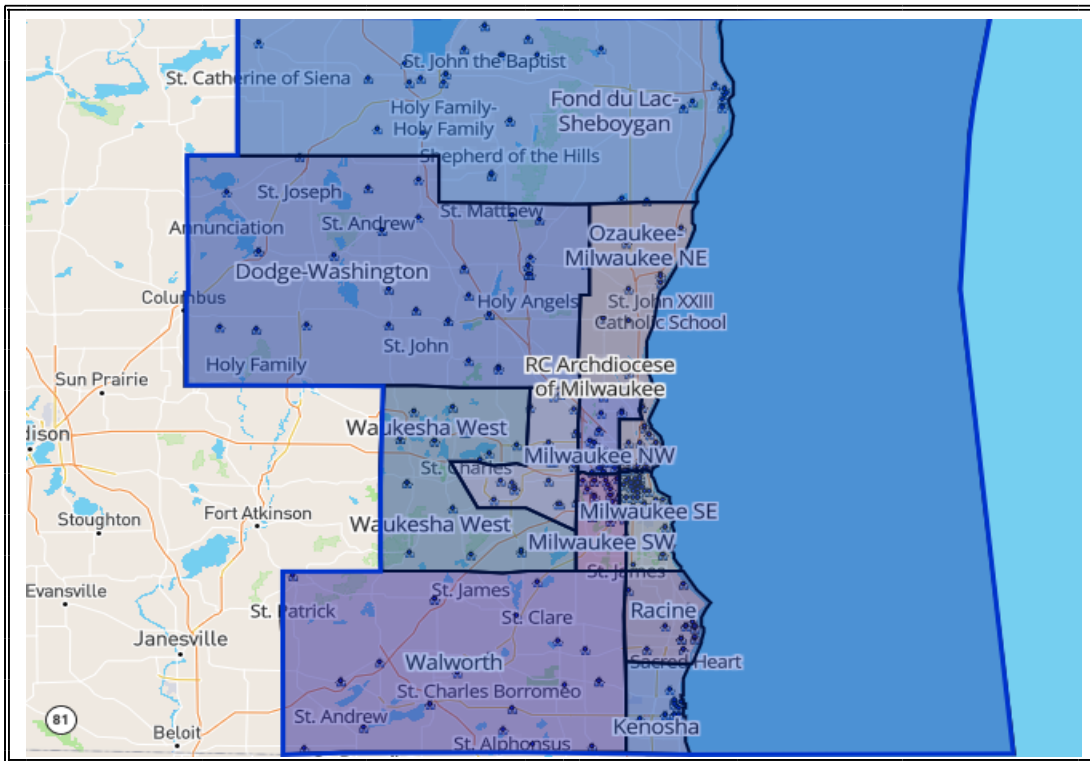 St. John the Baptist
St. Catherine of Siena
Fond du Lac-
Sheboygan
Holy Family-
Holy Family
Shepherd of the Hills
St. Joseph
St. Matthew
Annunciation
St. Andrew
Ozaukee-
Milwaukee NE
Dodge-Washington
Columbus
Holy Angels
St. John XXIII
Catholic School
St. John
Holy Family
RC Archdiocese
of Milwaukee
Sun Prairie
dison
Waukesha West
Milwaukee NW
St. Charles
Stoughton
Fort Atkinson
Waukesha West
Milwaukee SE
Milwaukee SW
St. James
Evansville
St. Patrick
St. James
St. Clare
Racine
Janesville
Walworth
Sacred Heart
St. Charles Borromeo
81
St. Andrew
Beloit
St. Alphonsus
Kenosha